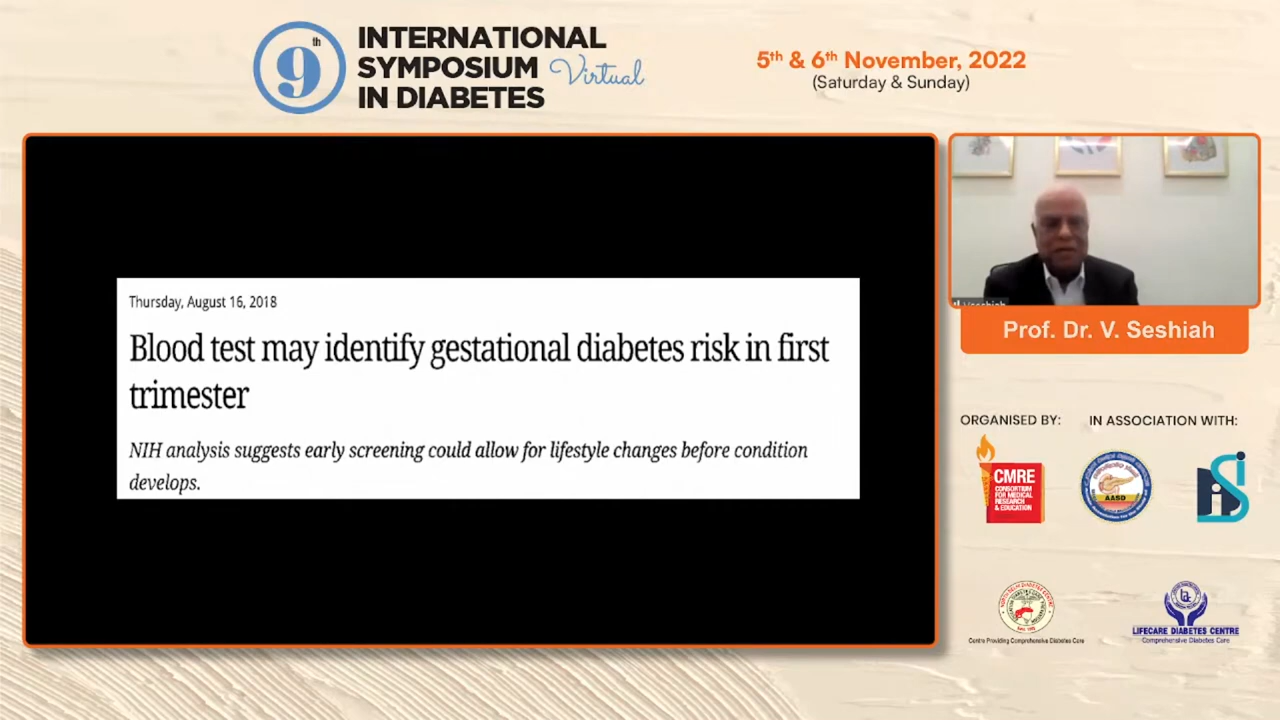 9th
INTERNATIONAL
SYMPOSIUM Virtual
IN DIABETES
5th & 6th November, 2022
(Saturday & Sunday)
Thursday, August 16, 2018
Blood test may identify gestational diabetes risk in first
trimester
NIH analysis suggests early screening could allow for lifestyle changes before condition
develops.
Prof. Dr. V. Seshiah
ORGANISED BY:
IN ASSOCIATION WITH:
CMRE
CONSORTIUM
FOR MEDICAL
RESEARCH
& EDUCATION
AASD
Centre Providing Comprehensive Diabetes Care
LIFECARE DIABETES CENTRE
Comprehensive Diabetes Care